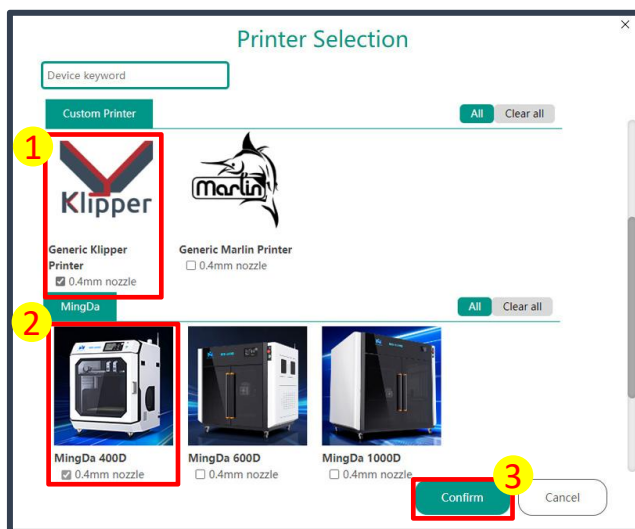 ×
Printer Selection
Device keyword
Custom Printer
All
Clear all
1
Klipper
Marlin
Generic Klipper
Printer
0.4mm nozzle
Generic Marlin Printer
0.4mm nozzle
MingDa
All
Clear all
2
MingDa 400D
0.4mm nozzle
MingDa 600D
0.4mm nozzle
MingDa 1000D
0.4mm nozzle
3
Confirm
Cancel